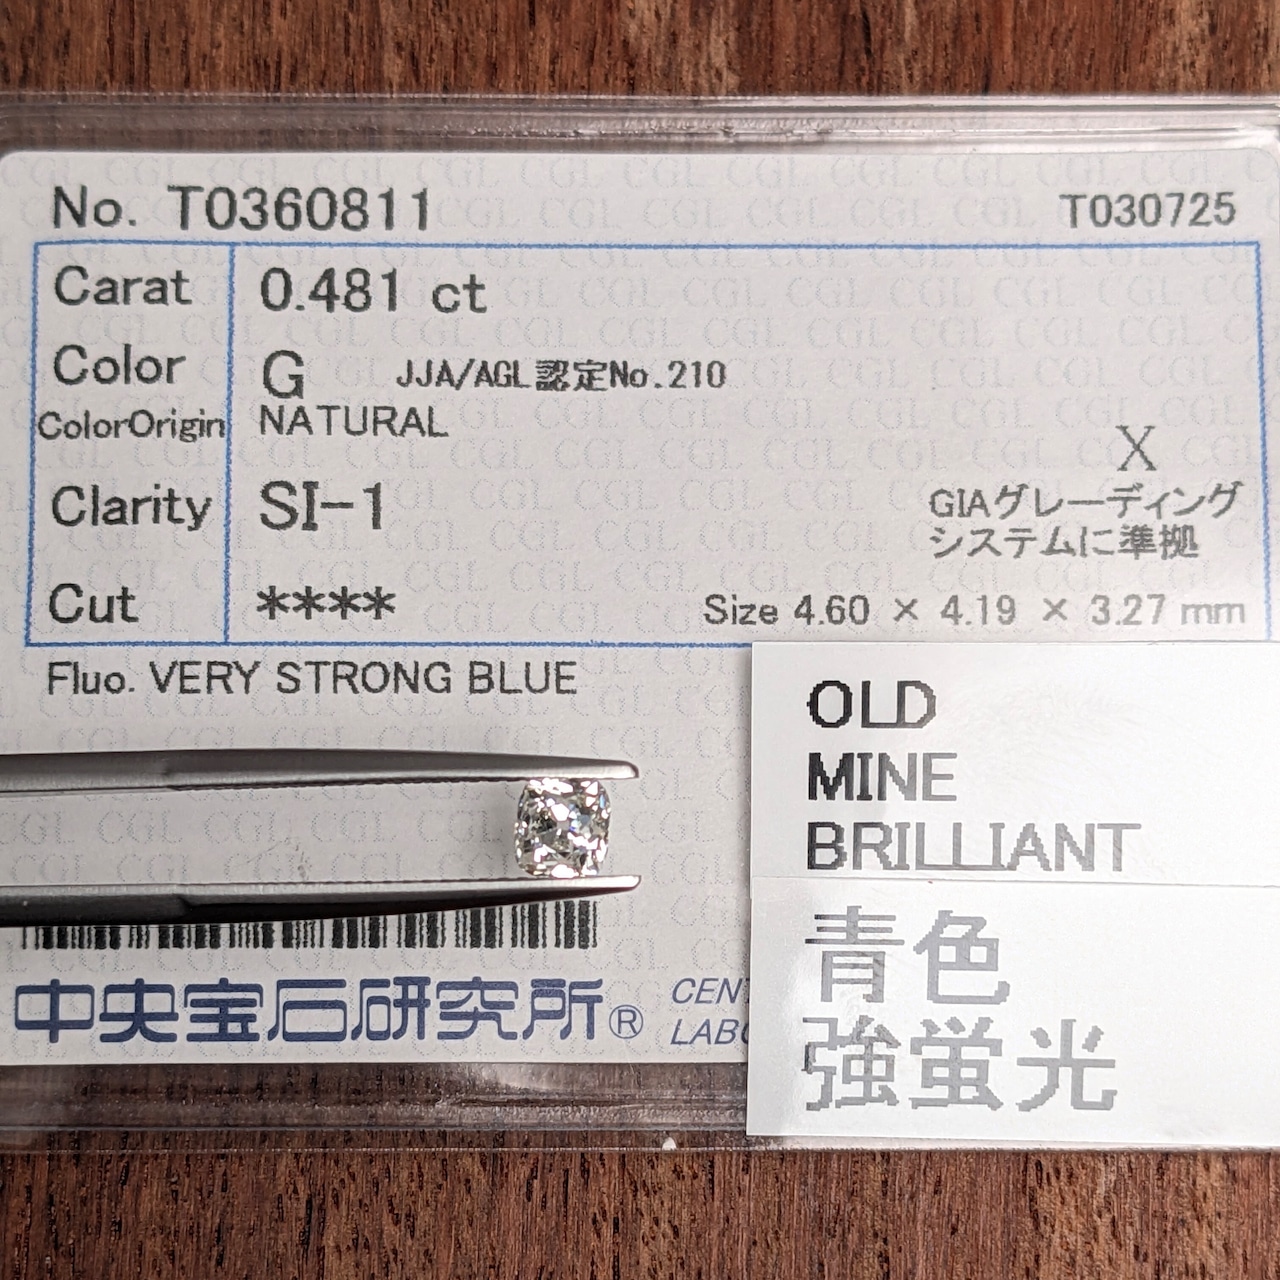 No. T0360811 T030725
Carat 0.481 ct
Color G JJA/AGL認定No.210
ColorOrigin NATURAL
X
Clarity SI-1 GIAグレーディング
システムに準拠
Cut **** Size 4.60 × 4.19 × 3.27 mm
Fluo. VERY STRONG BLUE
OLD
MINE
BRILLIANT
青色
強蛍光
中央宝石研究所®